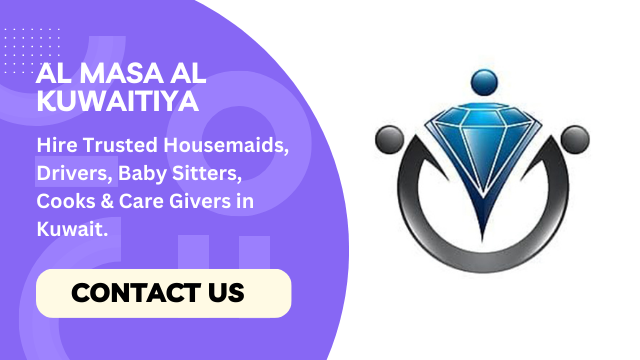 AL MASA AL
KUWAITIYA
Hire Trusted Housemaids,
Drivers, Baby Sitters,
Cooks & Care Givers in
Kuwait.
CONTACT US